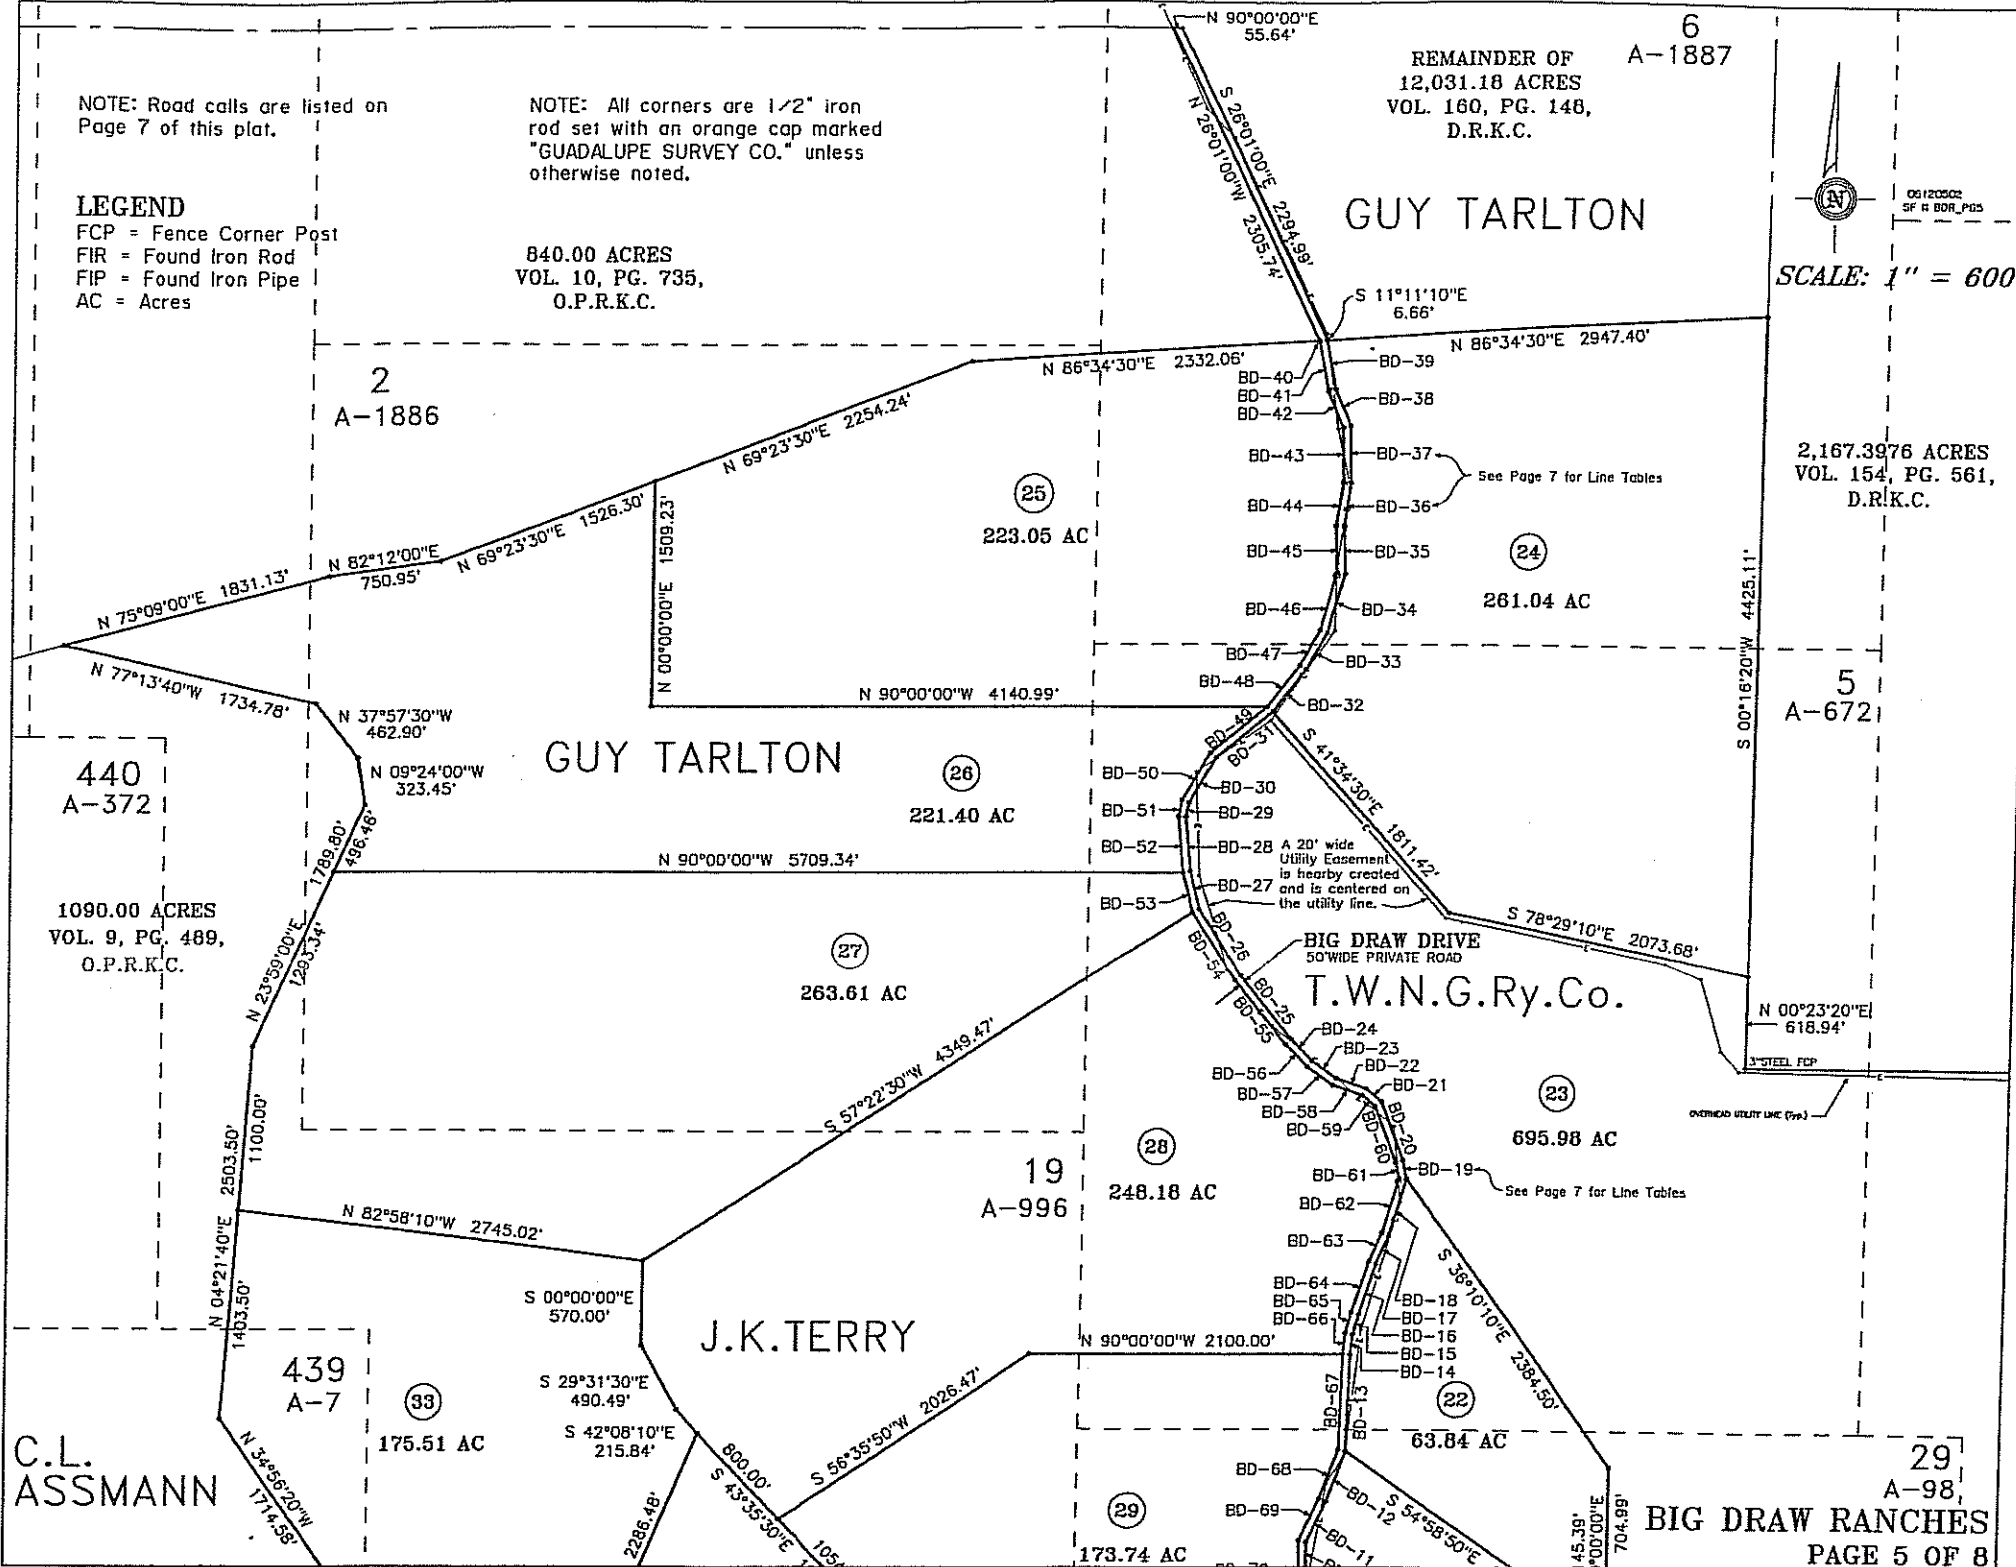 N 90°00'00"E
55.64'
6
A-1887
REMAINDER OF
12,031.18 ACRES
VOL. 160, PG. 148,
D.R.K.C.
NOTE: Road calls are listed on
Page 7 of this plat.
NOTE: All corners are 1/2" iron
rod set with an orange cap marked
"GUADALUPE SURVEY CO." unless
otherwise noted.
LEGEND
FCP = Fence Corner Post
FIR = Found Iron Rod
FIP = Found Iron Pipe
AC = Acres
840.00 ACRES
VOL. 10, PG. 735,
O.P.R.K.C.
S 26°01'00"E 2294.99'
N 26°01'00"W 2305.74'
GUY TARLTON
N
06120502
SF # BDR_PG5
SCALE: 1" = 600
S 11°11'10"E
6.66'
N 86°34'30"E 2947.40'
N 86°34'30"E 2332.06'
2
A-1886
N 69°23'30"E 2254.24'
BD-39
BD-40
BD-41
BD-38
BD-42
BD-43
BD-37
See Page 7 for Line Tables
BD-44
BD-36
BD-45
BD-35
BD-46
BD-34
BD-47
BD-33
BD-48
BD-32
25
223.05 AC
24
261.04 AC
2,167.3976 ACRES
VOL. 154, PG. 561,
D.R.K.C.
S 00°16'20"W 4425.11'
5
A-672
N 75°09'00"E 1831.13'
N 82°12'00"E
750.95'
N 69°23'30"E 1526.30'
N 00°00'00"E 1509.23'
N 90°00'00"W 4140.99'
N 77°13'40"W 1734.78'
N 37°57'30"W
462.90'
N 09°24'00"W
323.45'
440
A-372
GUY TARLTON
26
221.40 AC
BD-49
BD-31
BD-50
BD-30
BD-51
BD-29
BD-52
BD-28
BD-27
BD-53
A 20' wide
Utility Easement
is hearby created
and is centered on
the utility line.
S 41°34'30"E 1811.42'
S 78°29'10"E 2073.68'
1789.80'
496.46'
N 90°00'00"W 5709.34'
1090.00 ACRES
VOL. 9, PG. 489,
O.P.R.K.C.
N 23°59'00"E
1293.34'
27
263.61 AC
BD-26
BD-54
BIG DRAW DRIVE
50'WIDE PRIVATE ROAD
T.W.N.G.Ry.Co.
N 00°23'20"E
618.94'
3"STEEL FCP
OVERHEAD UTILITY LINE (Typ.)
BD-25
BD-55
BD-24
BD-23
BD-56
BD-22
BD-57
BD-21
BD-58
BD-59
BD-60
BD-20
BD-61
BD-19
See Page 7 for Line Tables
BD-62
BD-63
23
695.98 AC
S 57°22'30"W 4349.47'
28
248.18 AC
19
A-996
2503.50'
1100.00'
N 82°58'10"W 2745.02'
N 04°21'40"E
1403.50'
S 00°00'00"E
570.00'
J.K.TERRY
BD-64
BD-65
BD-66
BD-18
BD-17
BD-16
BD-15
BD-14
S 36°10'10"E 2384.50'
N 90°00'00"W 2100.00'
439
A-7
33
175.51 AC
S 29°31'30"E
490.49'
S 42°08'10"E
215.84'
S 56°35'50"W 2026.47'
800.00'
S 43°35'30"E
BD-67
BD-13
22
63.84 AC
C.L.
ASSMANN
N 34°56'20"W
1714.58'
2286.48'
29
173.74 AC
BD-68
BD-12
BD-69
BD-11
S 54°58'50"E
704.99'
29
A-98
BIG DRAW RANCHES
PAGE 5 OF 8